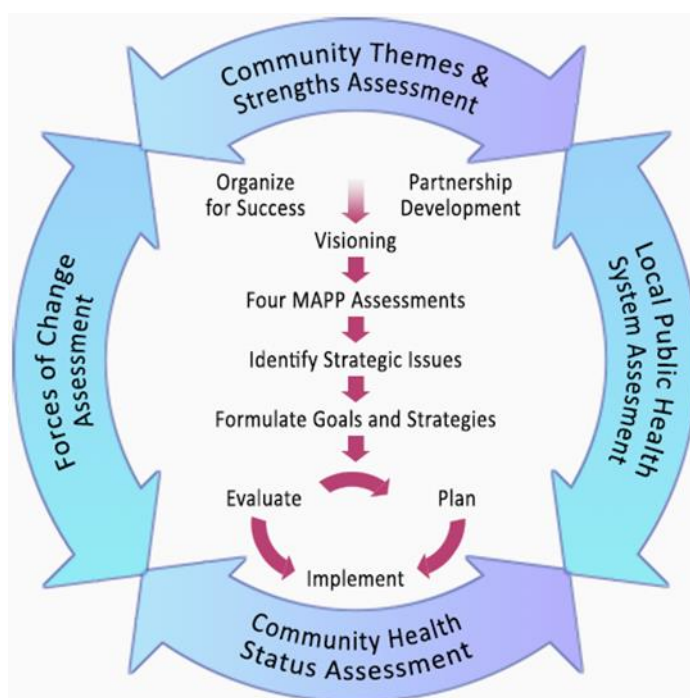 Community Themes &
Strengths Assessment
Organize
for Success
Partnership
Development
Visioning
Four MAPP Assessments
Identify Strategic Issues
Formulate Goals and Strategies
Evaluate
Plan
Implement
Forces of Change
Assessment
Local Public Health
System Assesment
Community Health
Status Assessment